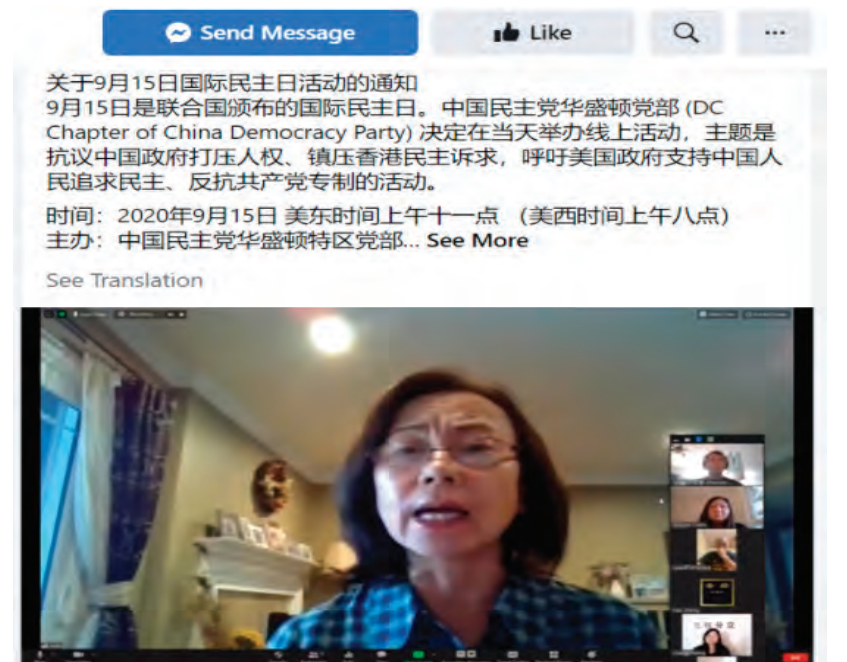 Send Message
Like
关于9月15日国际民主日活动的通知
9月15日是联合国颁布的国际民主日。中国民主党华盛顿党部 (DC
Chapter of China Democracy Party) 决定在当天举办线上活动，主题是
抗议中国政府打压人权、镇压香港民主诉求，呼吁美国政府支持中国人
民追求民主、反抗共产党专制的活动。
时间：2020年9月15日 美东时间上午十一点 （美西时间上午八点）
主办：中国民主党华盛顿特区党部... See More
See Translation